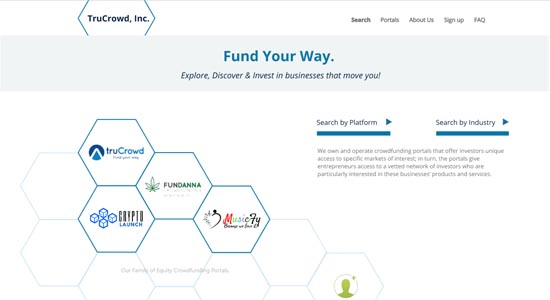 TruCrowd, Inc.
Search Portals About Us Sign up FAQ
Fund Your Way.
Explore, Discover & Invest in businesses that move you!
Search by Platform
Search by Industry
We own and operate crowdfunding portals that offer investors unique
access to specific markets of interest; in turn, the portals give
entrepreneurs access to a vetted network of investors who are
particularly interested in these businesses' products and services.
truCrowd
Fund your way
FUNDANNA
CRYPTO
LAUNCH
MusicFy
Because we love it
Our Family of Equity Crowdfunding Portals